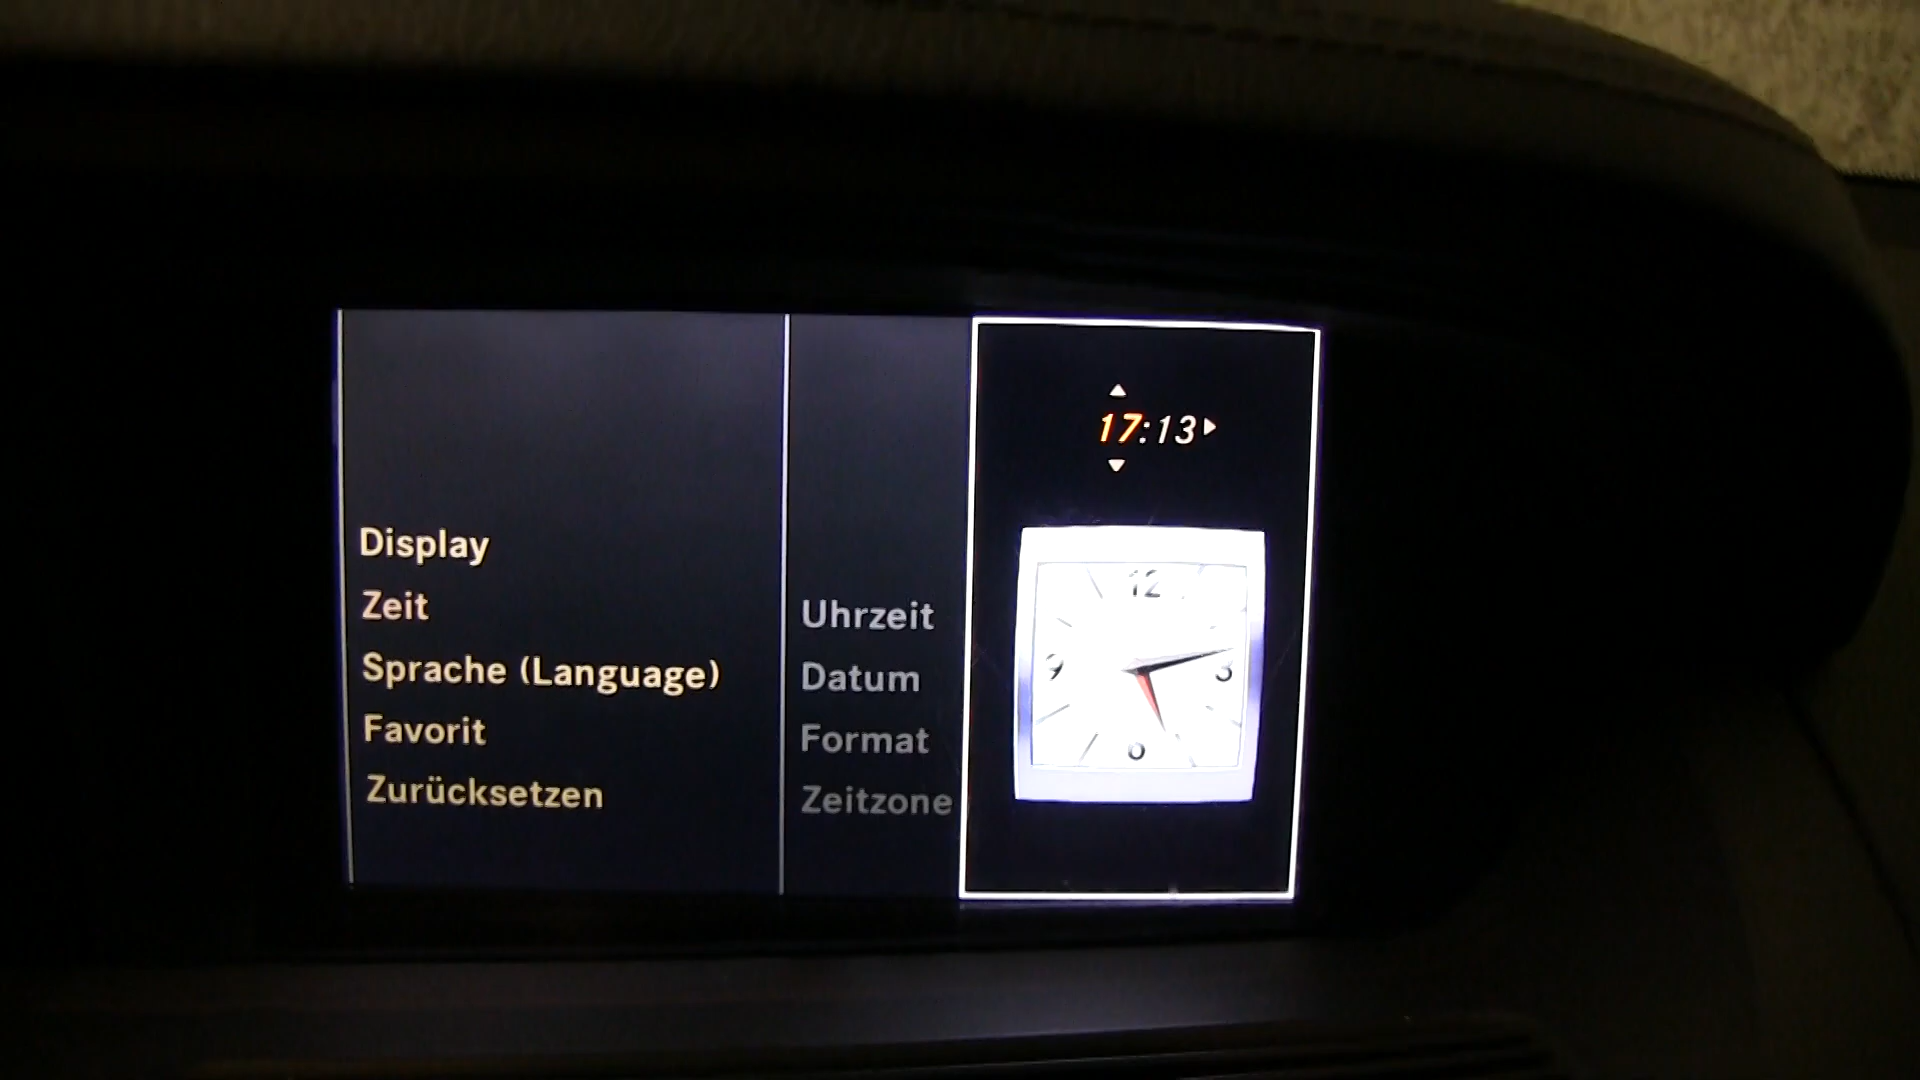 Display
Zeit
Sprache (Language)
Favorit
Zurücksetzen
Uhrzeit
Datum
Format
Zeitzone
17:13
12
9
3
6